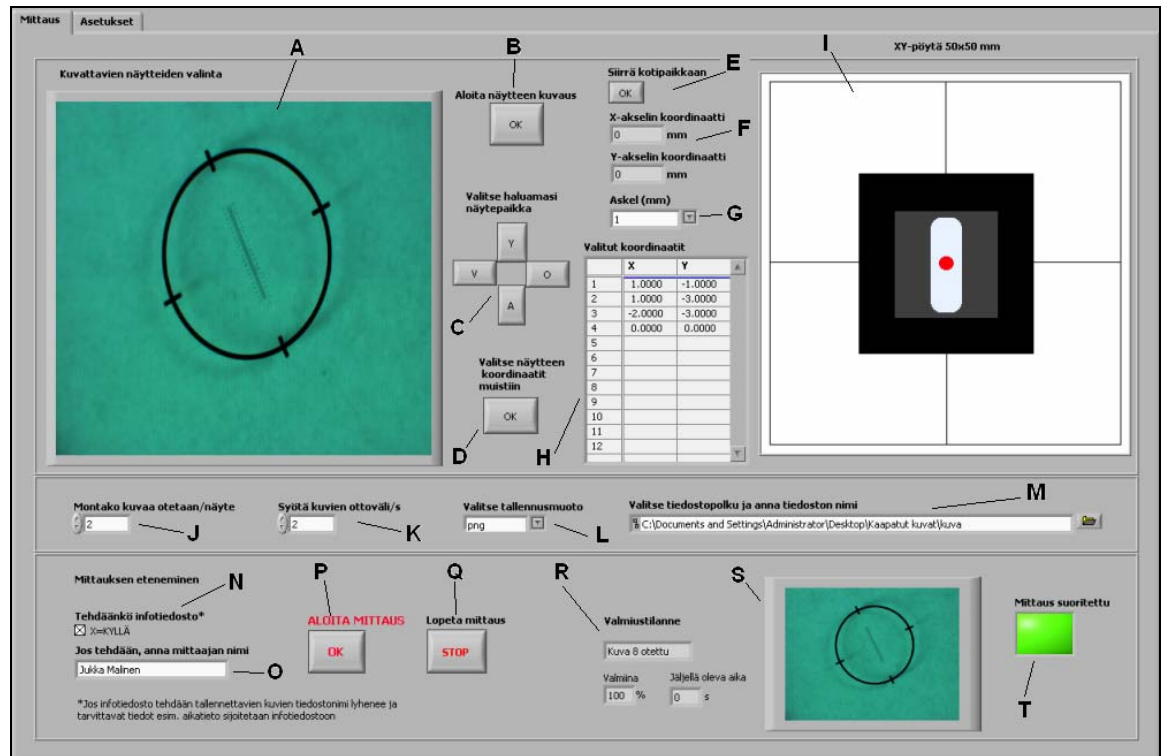 Mittaus Asetukset
A
B
E
I
XY-pöytä 50x50 mm
Kuvattavien näytteiden valinta
Aloita näytteen kuvaus
OK
Siirrä kotipaikkaan
OK
X-akselin koordinaatti
0 mm
F
Y-akselin koordinaatti
0 mm
Valitse haluamasi
näytepaikka
Y
V O
A
C
Askel (mm)
1
G
Valitut koordinaatit
X Y
1 1.0000 -1.0000
2 1.0000 -3.0000
3 -2.0000 -3.0000
4 0.0000 0.0000
5
6
7
8
9
10
11
12
H
Valitse näytteen
koordinaatit
muistiin
OK
D
Montako kuvaa otetaan/näyte
2
J
Syötä kuvien ottoväli/s
2
K
Valitse tallennusmuoto
png
L
Valitse tiedostopolku ja anna tiedoston nimi
C:\Documents and Settings\Administrator\Desktop\Kaapatut kuvat\kuva
M
Mittauksen eteneminen
N
Tehdäänkö infotiedosto*
X=KYLLÄ
Jos tehdään, anna mittaajan nimi
Jukka Malinen
O
*Jos infotiedosto tehdään tallennettavien kuvien tiedostonimi lyhenee ja
tarvittavat tiedot esim. aikatieto sijoitetaan infotiedostoon
P
ALOITA MITTAUS
OK
Q
Lopeta mittaus
STOP
R
Valmiustilanne
Kuva 8 otettu
Valmiina Jäljellä oleva aika
100 % 0 s
S
Mittaus suoritettu
T